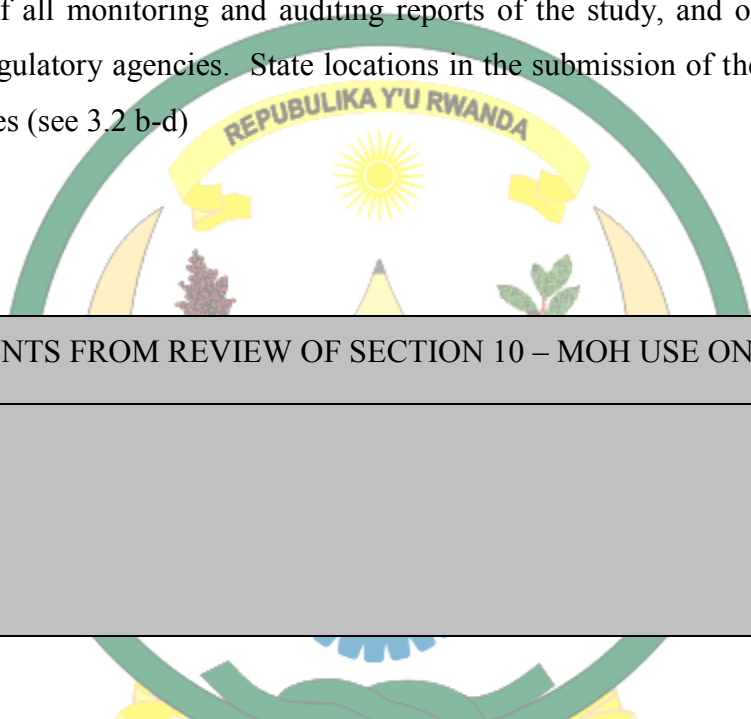 f all monitoring and auditing reports of the study, and o
gulatory agencies. State locations in the submission of the
es (see 3.2 b-d)
REPUBULIKA Y'U RWANDA
NTS FROM REVIEW OF SECTION 10 – MOH USE ON